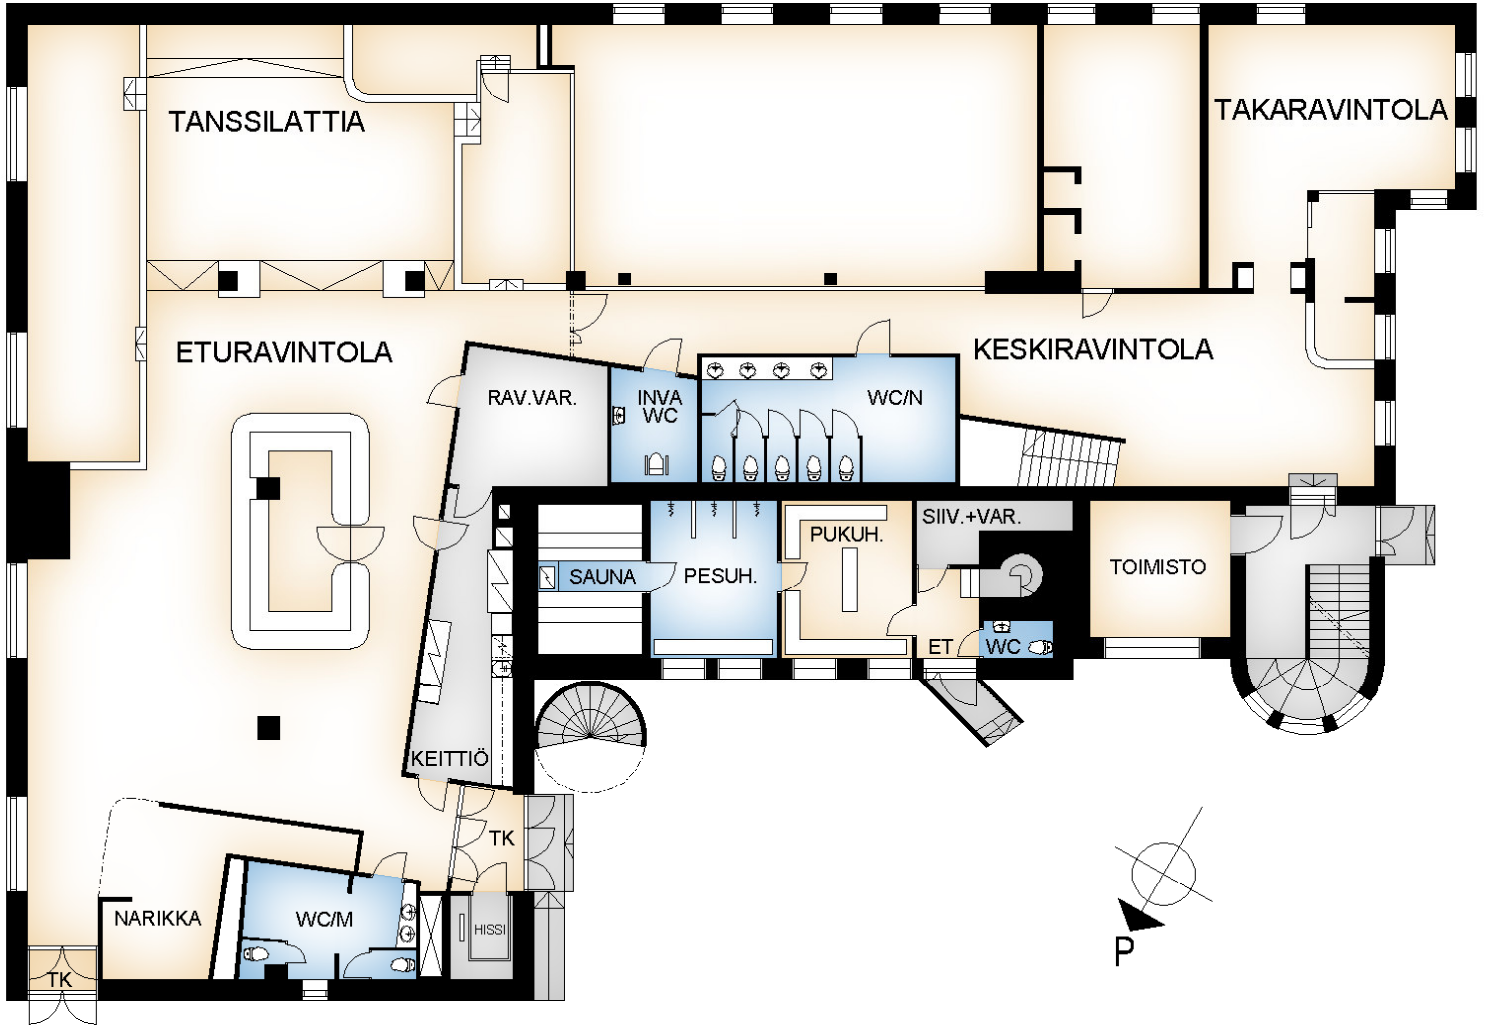 TANSSILATTIA
TAKARAVINTOLA
ETURAVINTOLA
KESKIRAVINTOLA
RAV.VAR.
INVA
WC
WC/N
SIIV.+VAR.
PUKUH.
SAUNA
PESUH.
TOIMISTO
ET
WC
KEITTIÖ
TK
NARIKKA
WC/M
HISSI
TK
P